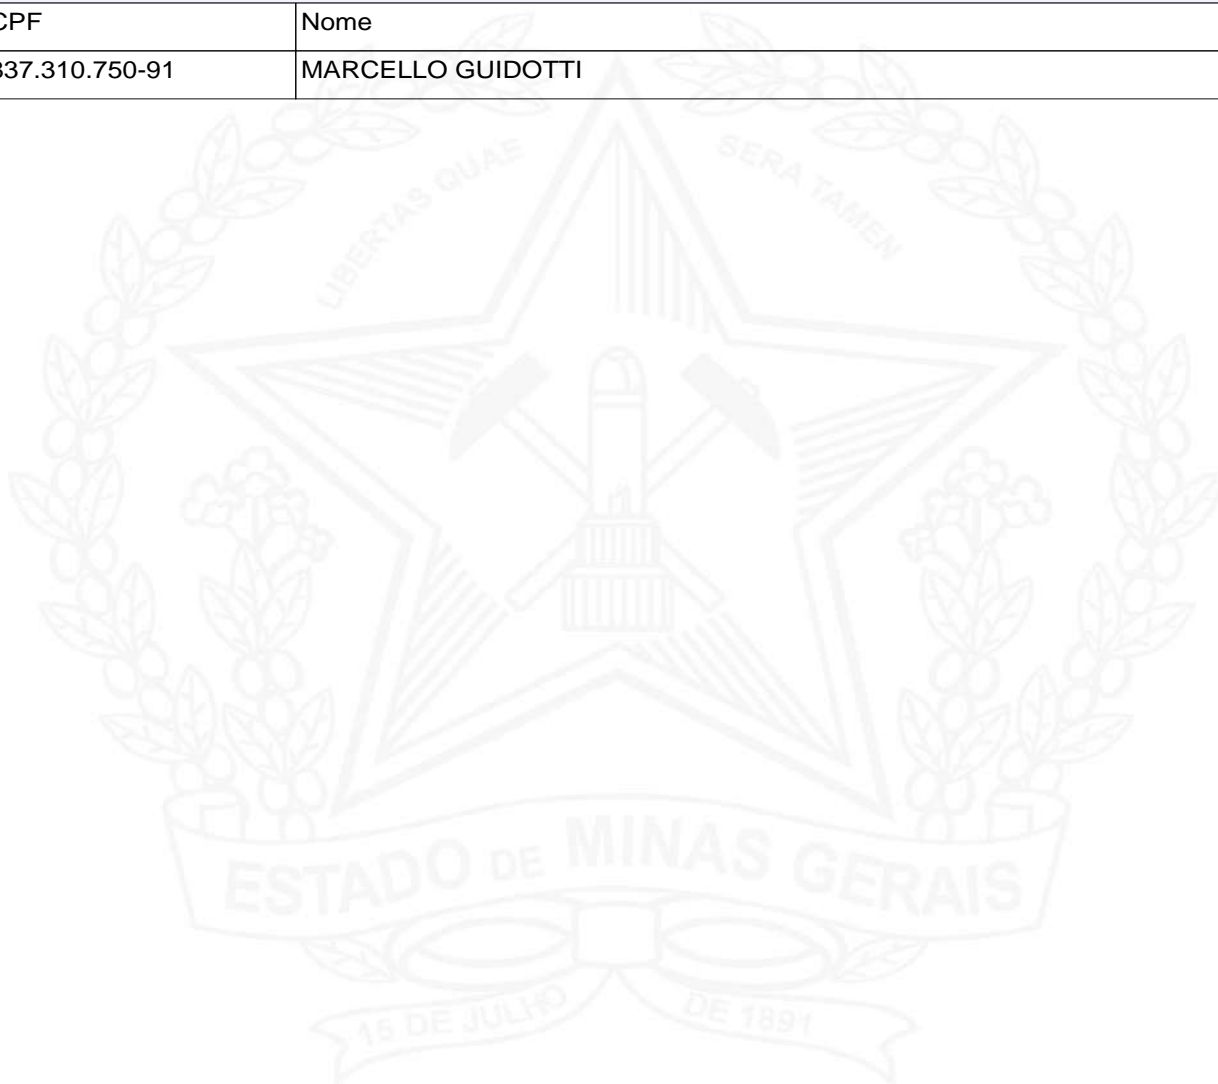 CPF Nome
837.310.750-91 MARCELLO GUIDOTTI
LIBERTAS QUAE SERA TAMEN
ESTADO DE MINAS GERAIS
15 DE JULHO DE 1891